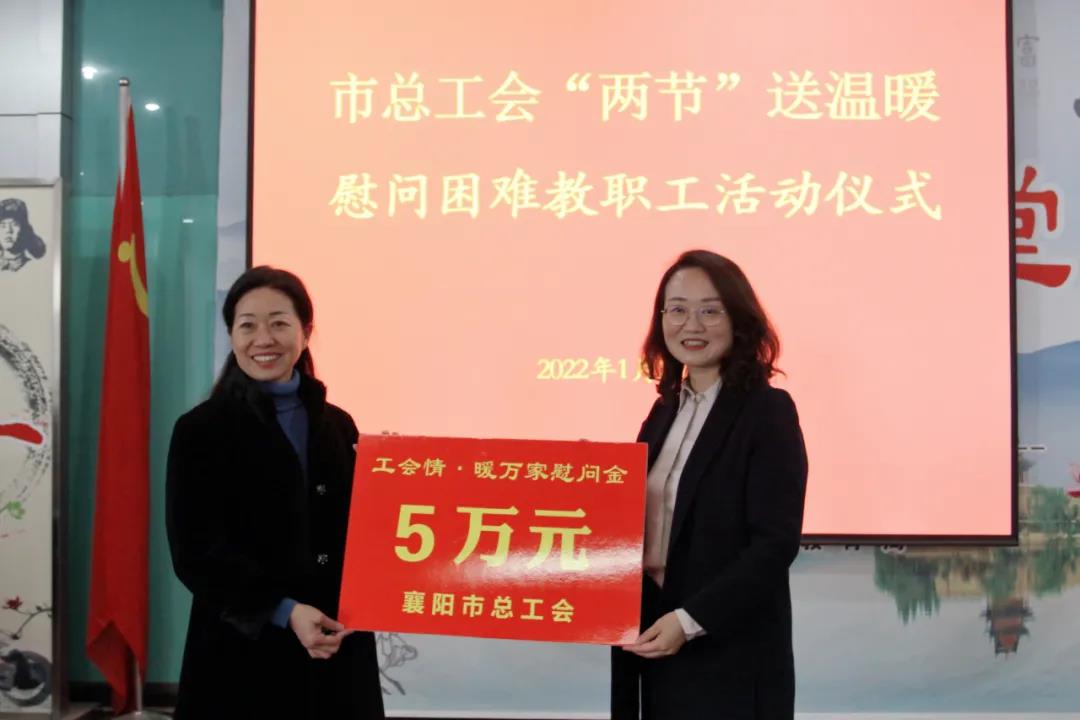 市总工会“两节”送温暖
慰问困难教职工活动仪式
2022年1月
工会情·暖万家慰问金
5万元
襄阳市总工会